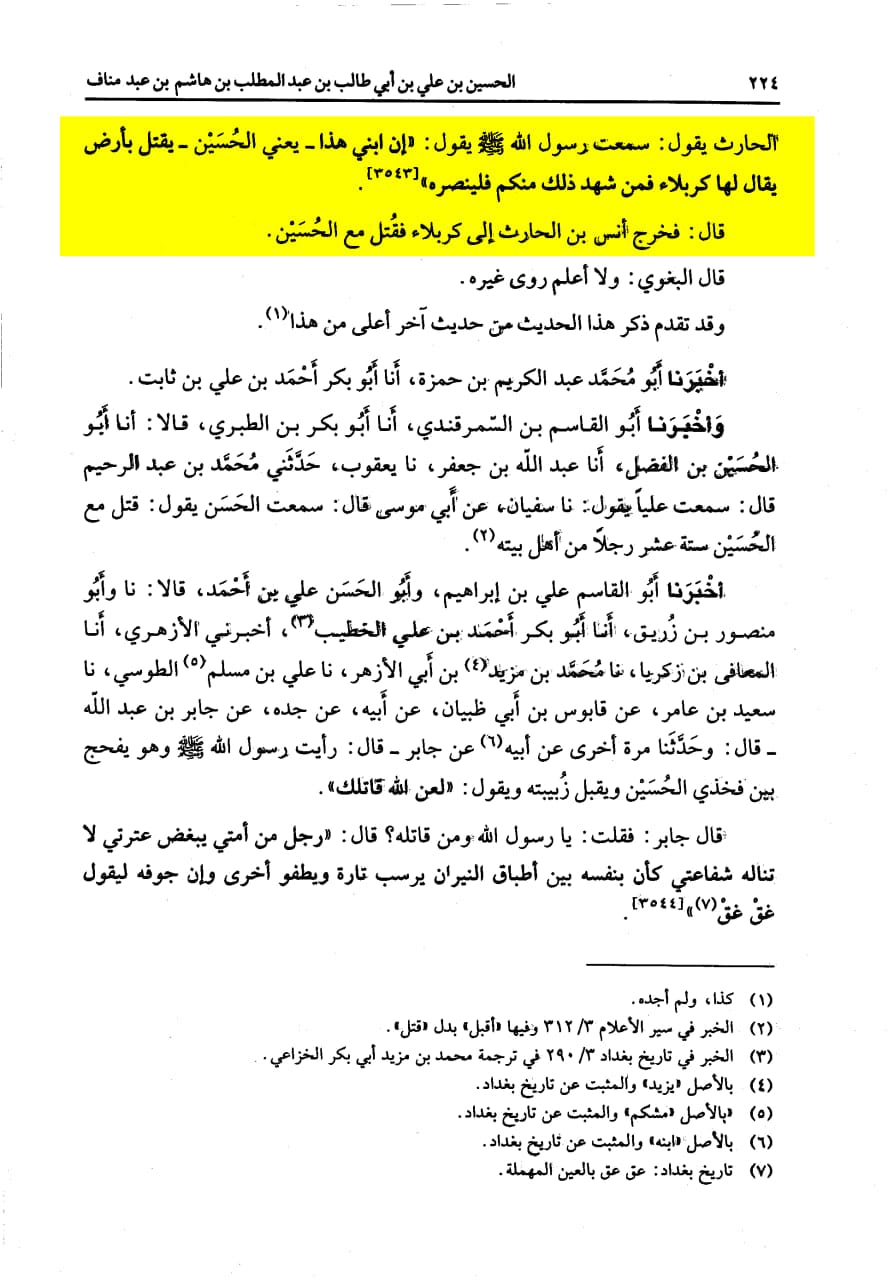 ٢٢٤ الحسين بن علي بن أبي طالب بن عبد المطلب بن هاشم بن عبد مناف
الحارث يقول: سمعت رسول الله ﷺ يقول: «إن ابني هذا ـ يعني الحُسَيْن ـ يقتل بأرض
يقال لها كربلاء فمن شهد ذلك منكم فلينصره»[٣٥٤٣].
قال: فخرج أنس بن الحارث إلى كربلاء فقُتل مع الحُسَيْن.
قال البغوي: ولا أعلم روى غيره.
وقد تقدم ذكر هذا الحديث من حديث آخر أعلى من هذا(١).
أَخْبَرَنا أَبُو مُحَمَّد عبد الكريم بن حمزة، أَنا أَبُو بكر أَحْمَد بن علي بن ثابت.
وَأَخْبَرَنا أَبُو القاسم بن السّمرقندي، أَنا أَبُو بكر بن الطبري، قالا: أنا أَبُو
الحُسَيْن بن الفضل، أَنا عبد الله بن جعفر، نا يعقوب، حَدَّثَني مُحَمَّد بن عبد الرحيم
قال: سمعت علياً يقول: نا سفيان، عن أَبي موسى قال: سمعت الحَسَن يقول: قتل مع
الحُسَيْن ستة عشر رجلاً من أهل بيته(٢).
أَخْبَرَنا أَبُو القاسم علي بن إبراهيم، وأَبُو الحَسَن علي بن أَحْمَد، قالا: نا وأَبُو
منصور بن زُريق، أَنا أَبُو بكر أَحْمَد بن علي الخطيب(٣)، أخبرني الأزهري، أَنا
المعافى بن زكريا، نا مُحَمَّد بن مزيد(٤) بن أَبي الأزهر، نا علي بن مسلم(٥) الطوسي، نا
سعيد بن عامر، عن قابوس بن أَبي ظبيان، عن أَبيه، عن جده، عن جابر بن عبد الله
ـ قال: وحَدَّثَنا مرة أخرى عن أبيه(٦) عن جابر ـ قال: رأيت رسول الله ﷺ وهو يفحج
بين فخذي الحُسَيْن ويقبل زُبيبته ويقول: «لعن الله قاتلك».
قال جابر: فقلت: يا رسول الله ومن قاتله؟ قال: «رجل من أمتي يبغض عترتي لا
تناله شفاعتي كأن بنفسه بين أطباق النيران يرسب تارة ويطفو أخرى وإن جوفه ليقول
غقْ غقْ(٧)»[٣٥٤٤].
(١) كذا، ولم أجده.
(٢) الخبر في سير الأعلام ٣/ ٣١٢ وفيها «أقبل» بدل «قتل».
(٣) الخبر في تاريخ بغداد ٣/ ٢٩٠ في ترجمة محمد بن مزيد أبي بكر الخزاعي.
(٤) بالأصل «يزيد» والمثبت عن تاريخ بغداد.
(٥) بالأصل «مشكم» والمثبت عن تاريخ بغداد.
(٦) بالأصل «ابنه» والمثبت عن تاريخ بغداد.
(٧) تاريخ بغداد: عق عق بالعين المهملة.